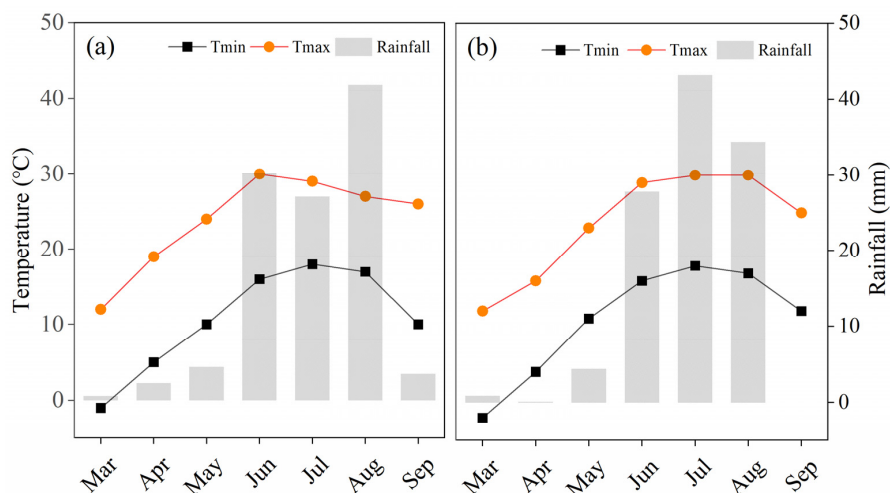 50
40
30
20
10
0
Temperature (°C)
(a)
Tmin Tmax Rainfall
Mar Apr May Jun Jul Aug Sep
(b)
Tmin Tmax Rainfall
Mar Apr May Jun Jul Aug Sep
50
40
30
20
10
0
Rainfall (mm)